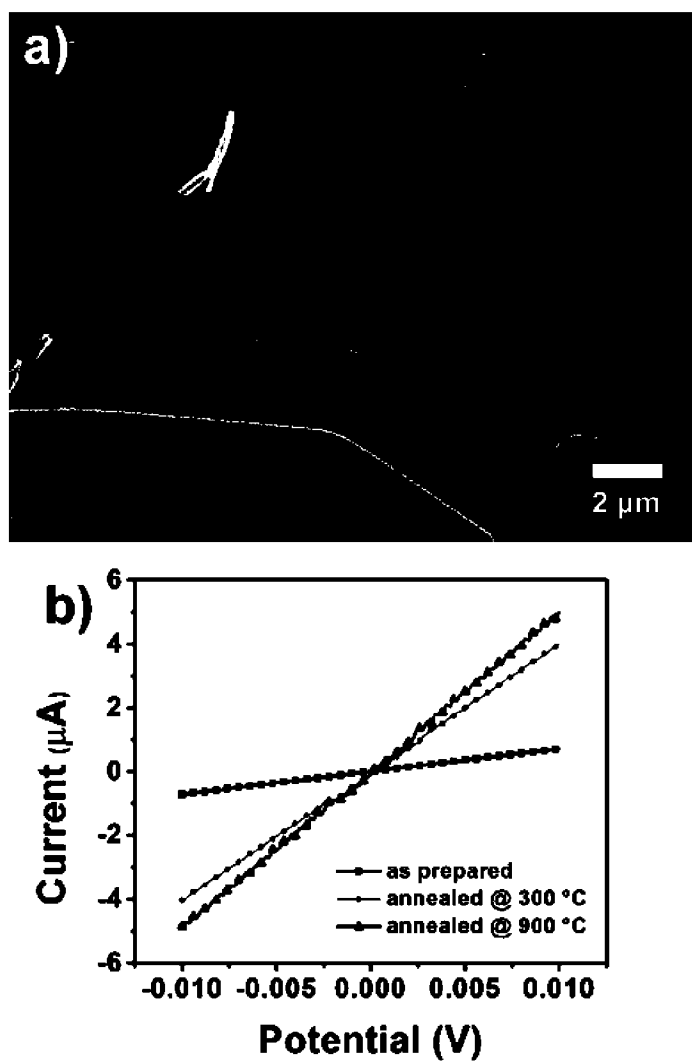 a)
2 μm
b)
6
4
2
0
-2
-4
-6
Current (μA)
as prepared
annealed @ 300 °C
annealed @ 900 °C
-0.010 -0.005 0.000 0.005 0.010
Potential (V)